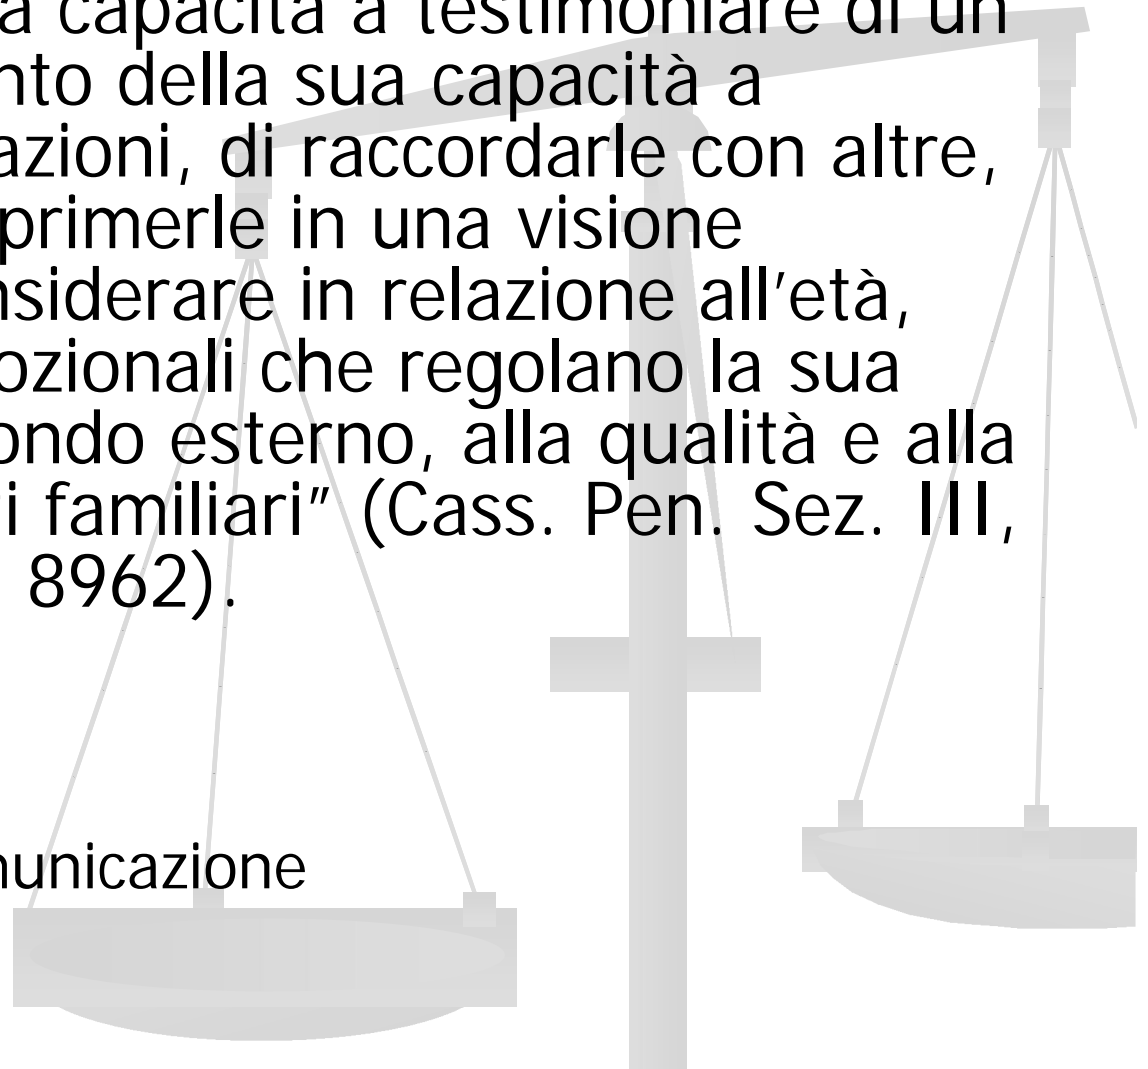 a capacità a testimoniare di un
nto della sua capacità a
azioni, di raccordarle con altre,
primerle in una visione
nsiderare in relazione all'età,
ozionali che regolano la sua
ondo esterno, alla qualità e alla
i familiari" (Cass. Pen. Sez. III,
8962).
municazione